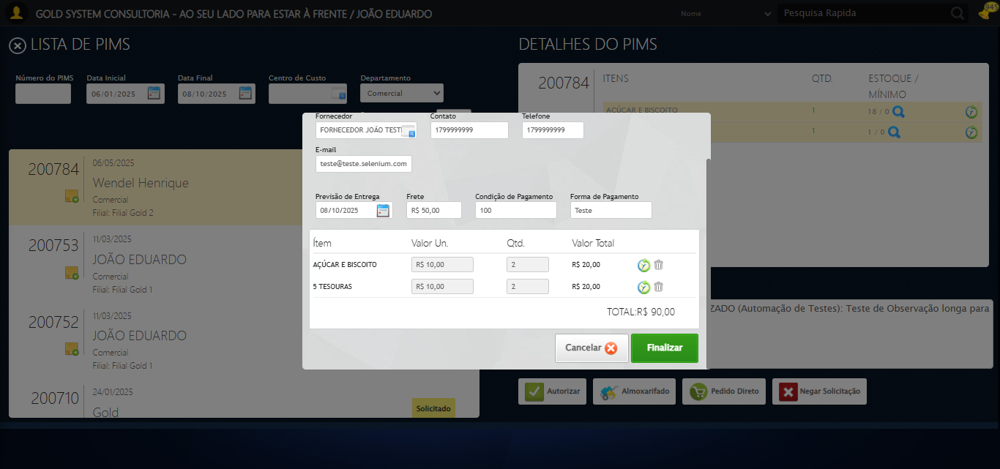 GOLD SYSTEM CONSULTORIA - AO SEU LADO PARA ESTAR À FRENTE / JOÃO EDUARDO
Nome
Pesquisa Rapida
945
LISTA DE PIMS
Número do PIMS
Data Inicial
Data Final
Centro de Custo
Departamento
06/01/2025
08/10/2025
Comercial
200784
06/05/2025
Wendel Henrique
Comercial
Filial: Filial Gold 2
200753
11/03/2025
JOÃO EDUARDO
Comercial
Filial: Filial Gold 1
200752
11/03/2025
JOÃO EDUARDO
Comercial
Filial: Filial Gold 1
200710
24/01/2025
Gold
Solicitado
Fornecedor
Contato
Telefone
FORNECEDOR JOÃO TEST
1799999999
1799999999
E-mail
teste@teste.selenium.com
Previsão de Entrega
Frete
Condição de Pagamento
Forma de Pagamento
08/10/2025
R$ 50,00
100
Teste
Ítem
Valor Un.
Qtd.
Valor Total
AÇÚCAR E BISCOITO
R$ 10,00
2
R$ 20,00
5 TESOURAS
R$ 10,00
2
R$ 20,00
TOTAL:R$ 90,00
Cancelar
Finalizar
DETALHES DO PIMS
200784
ITENS
QTD.
ESTOQUE /
MÍNIMO
AÇÚCAR E BISCOITO
1
18 / 0
1
1 / 0
ZADO (Automação de Testes): Teste de Observação longa para
Autorizar
Almoxarifado
Pedido Direto
Negar Solicitação